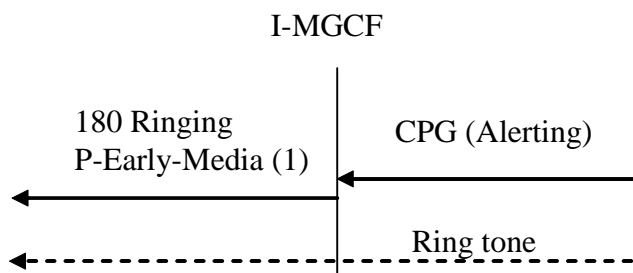 I-MGCF
180 Ringing
P-Early-Media (1)
CPG (Alerting)
Ring tone